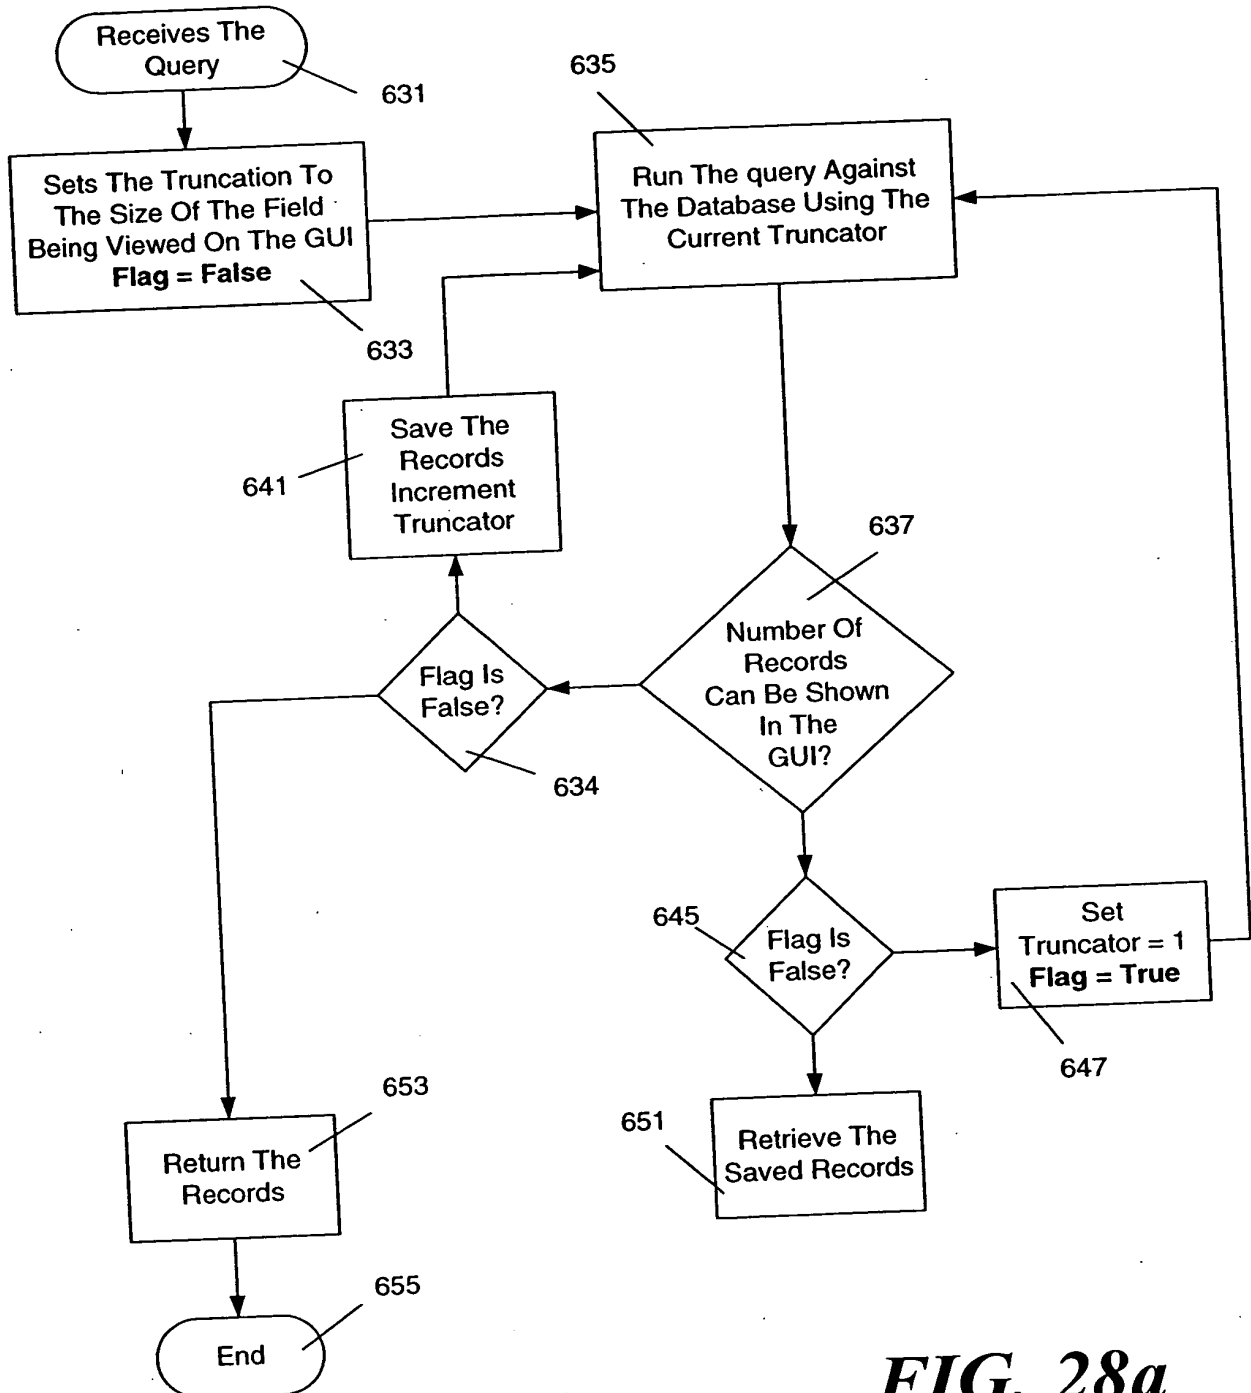 Receives The
Query
631
635
Sets The Truncation To
The Size Of The Field
Being Viewed On The GUI
Flag = False
633
Run The query Against
The Database Using The
Current Truncator
Save The
Records
Increment
Truncator
641
637
Number Of
Records
Can Be Shown
In The
GUI?
Flag Is
False?
634
645
Flag Is
False?
Set
Truncator = 1
Flag = True
647
653
Return The
Records
651
Retrieve The
Saved Records
655
End
FIG. 28a